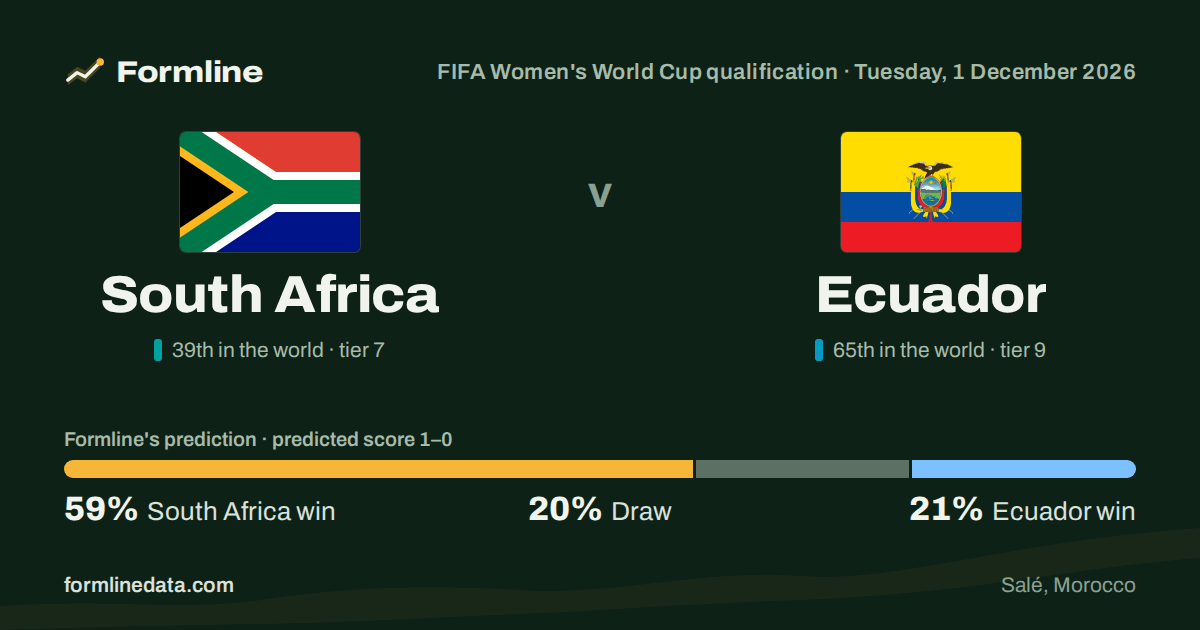 Formline
FIFA Women's World Cup qualification · Tuesday, 1 December 2026
v
South Africa
Ecuador
39th in the world · tier 7
65th in the world · tier 9
Formline's prediction · predicted score 1–0
59% South Africa win
20% Draw
21% Ecuador win
formlinedata.com
Salé, Morocco